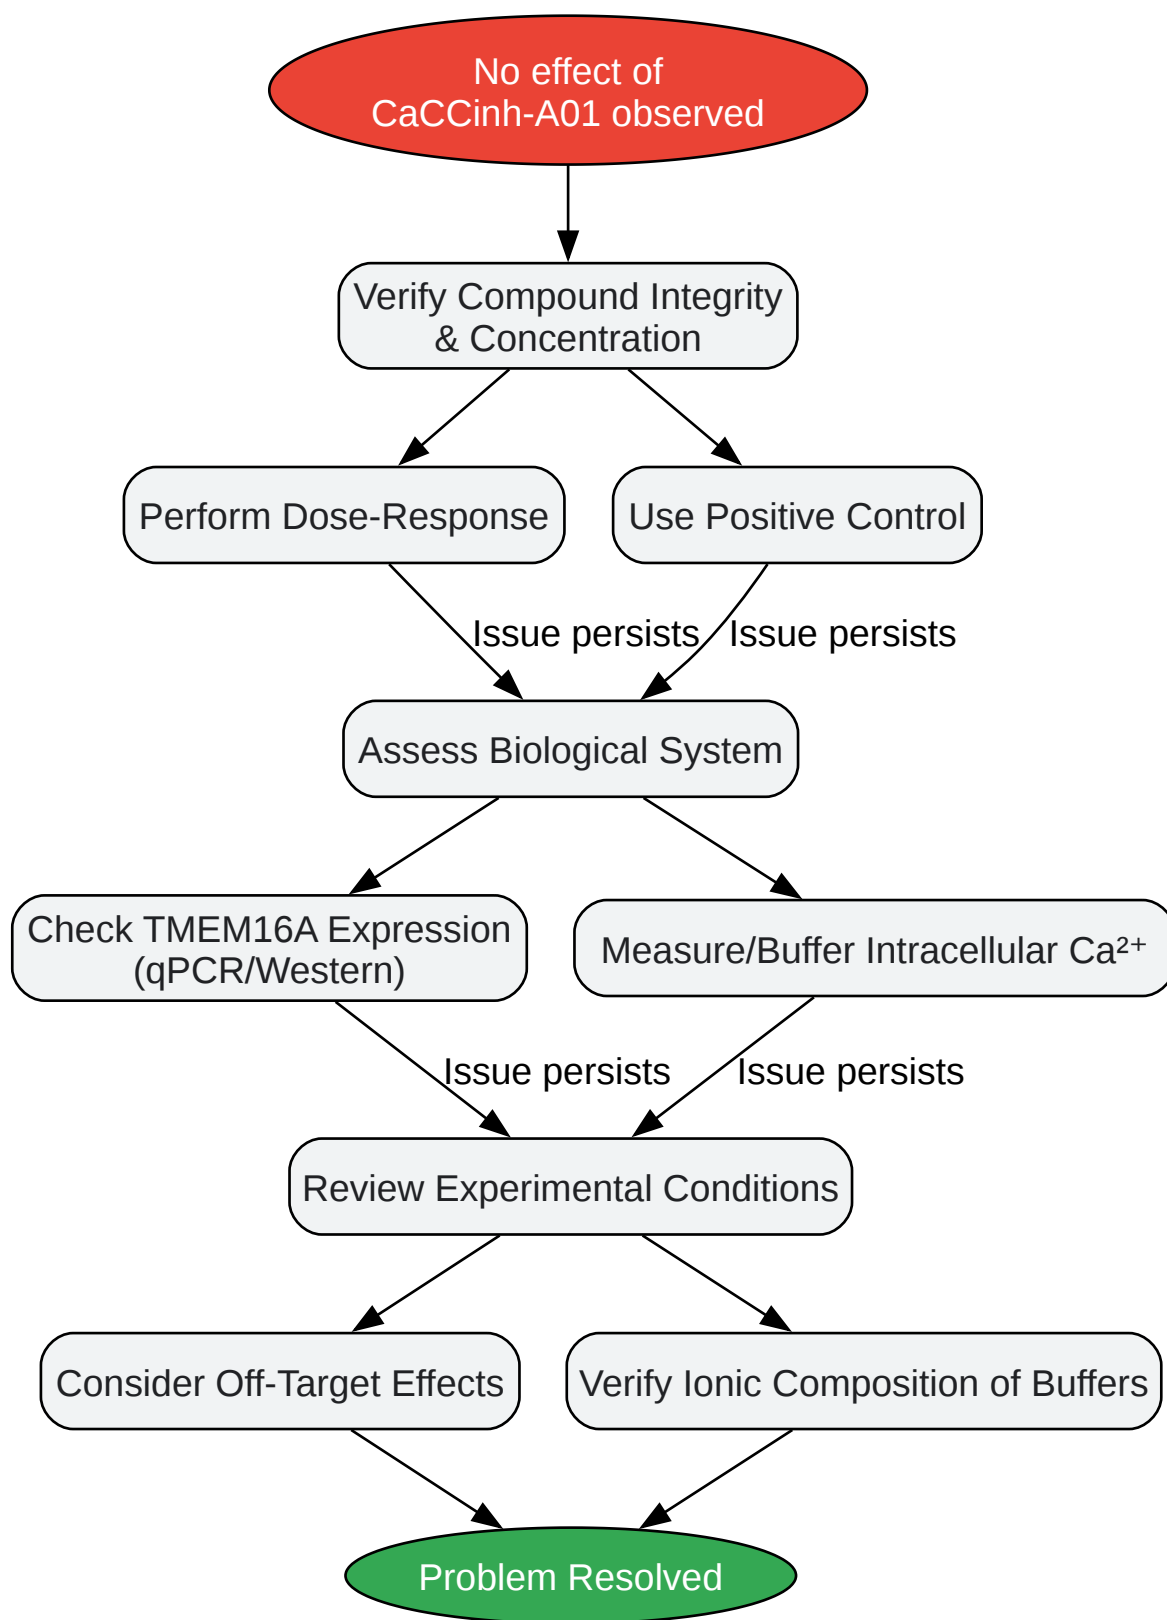 No effect of
CaCCinh-A01 observed
Verify Compound Integrity
& Concentration
Perform Dose-Response
Use Positive Control
Issue persists
Issue persists
Assess Biological System
Check TMEM16A Expression
(qPCR/Western)
Measure/Buffer Intracellular Ca²⁺
Issue persists
Issue persists
Review Experimental Conditions
Consider Off-Target Effects
Verify Ionic Composition of Buffers
Problem Resolved